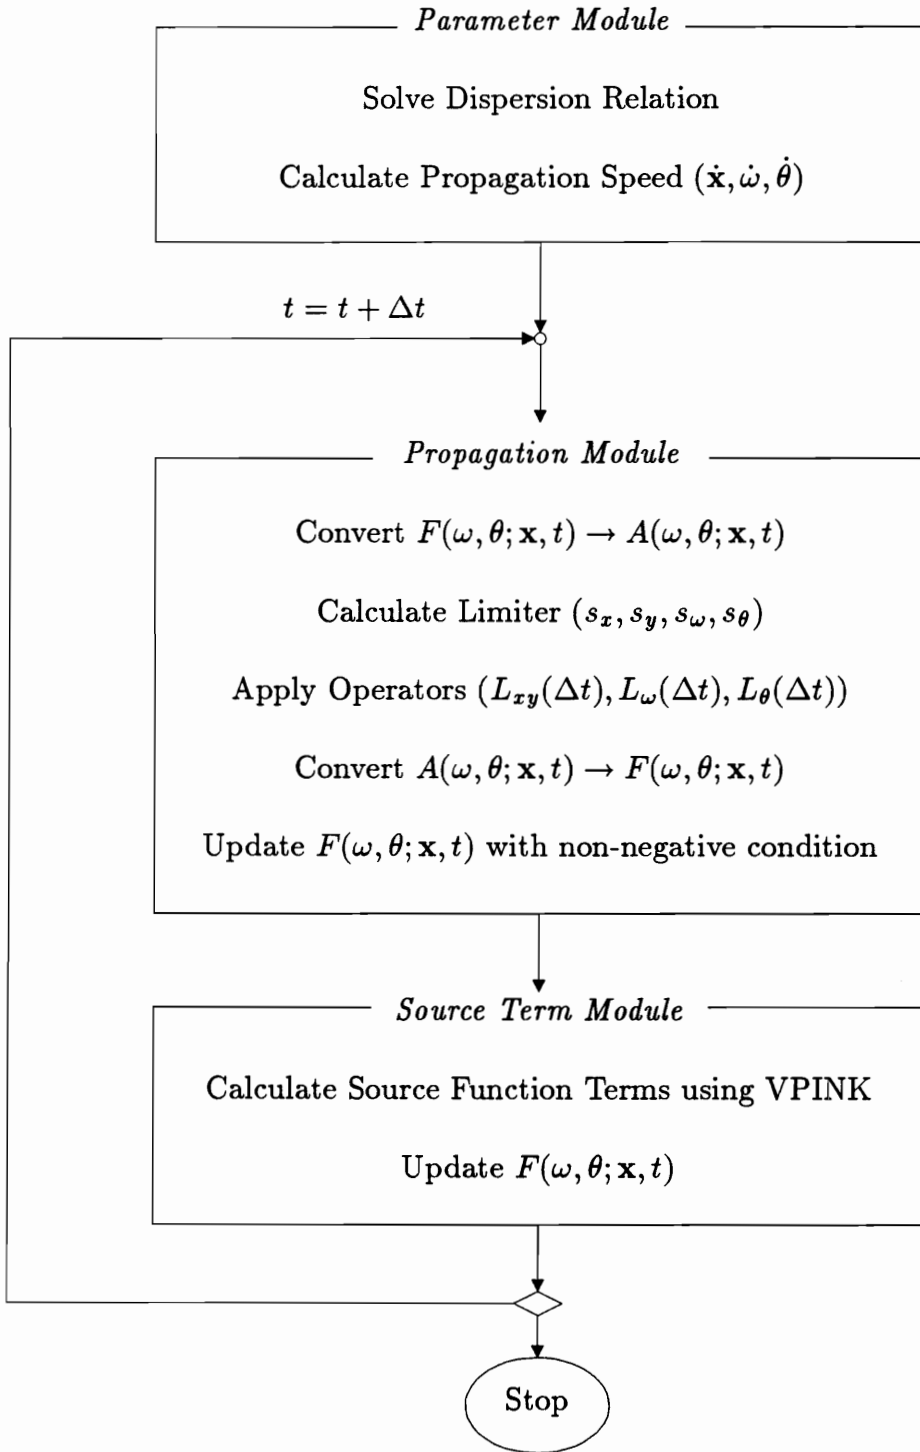 Parameter Module
Solve Dispersion Relation
Calculate Propagation Speed (ẋ, ω̇, θ̇)
t = t + Δt
Propagation Module
Convert F(ω, θ; x, t) → A(ω, θ; x, t)
Calculate Limiter (sₓ, s_y, s_ω, s_θ)
Apply Operators (L_xy(Δt), L_ω(Δt), L_θ(Δt))
Convert A(ω, θ; x, t) → F(ω, θ; x, t)
Update F(ω, θ; x, t) with non-negative condition
Source Term Module
Calculate Source Function Terms using VPINK
Update F(ω, θ; x, t)
Stop